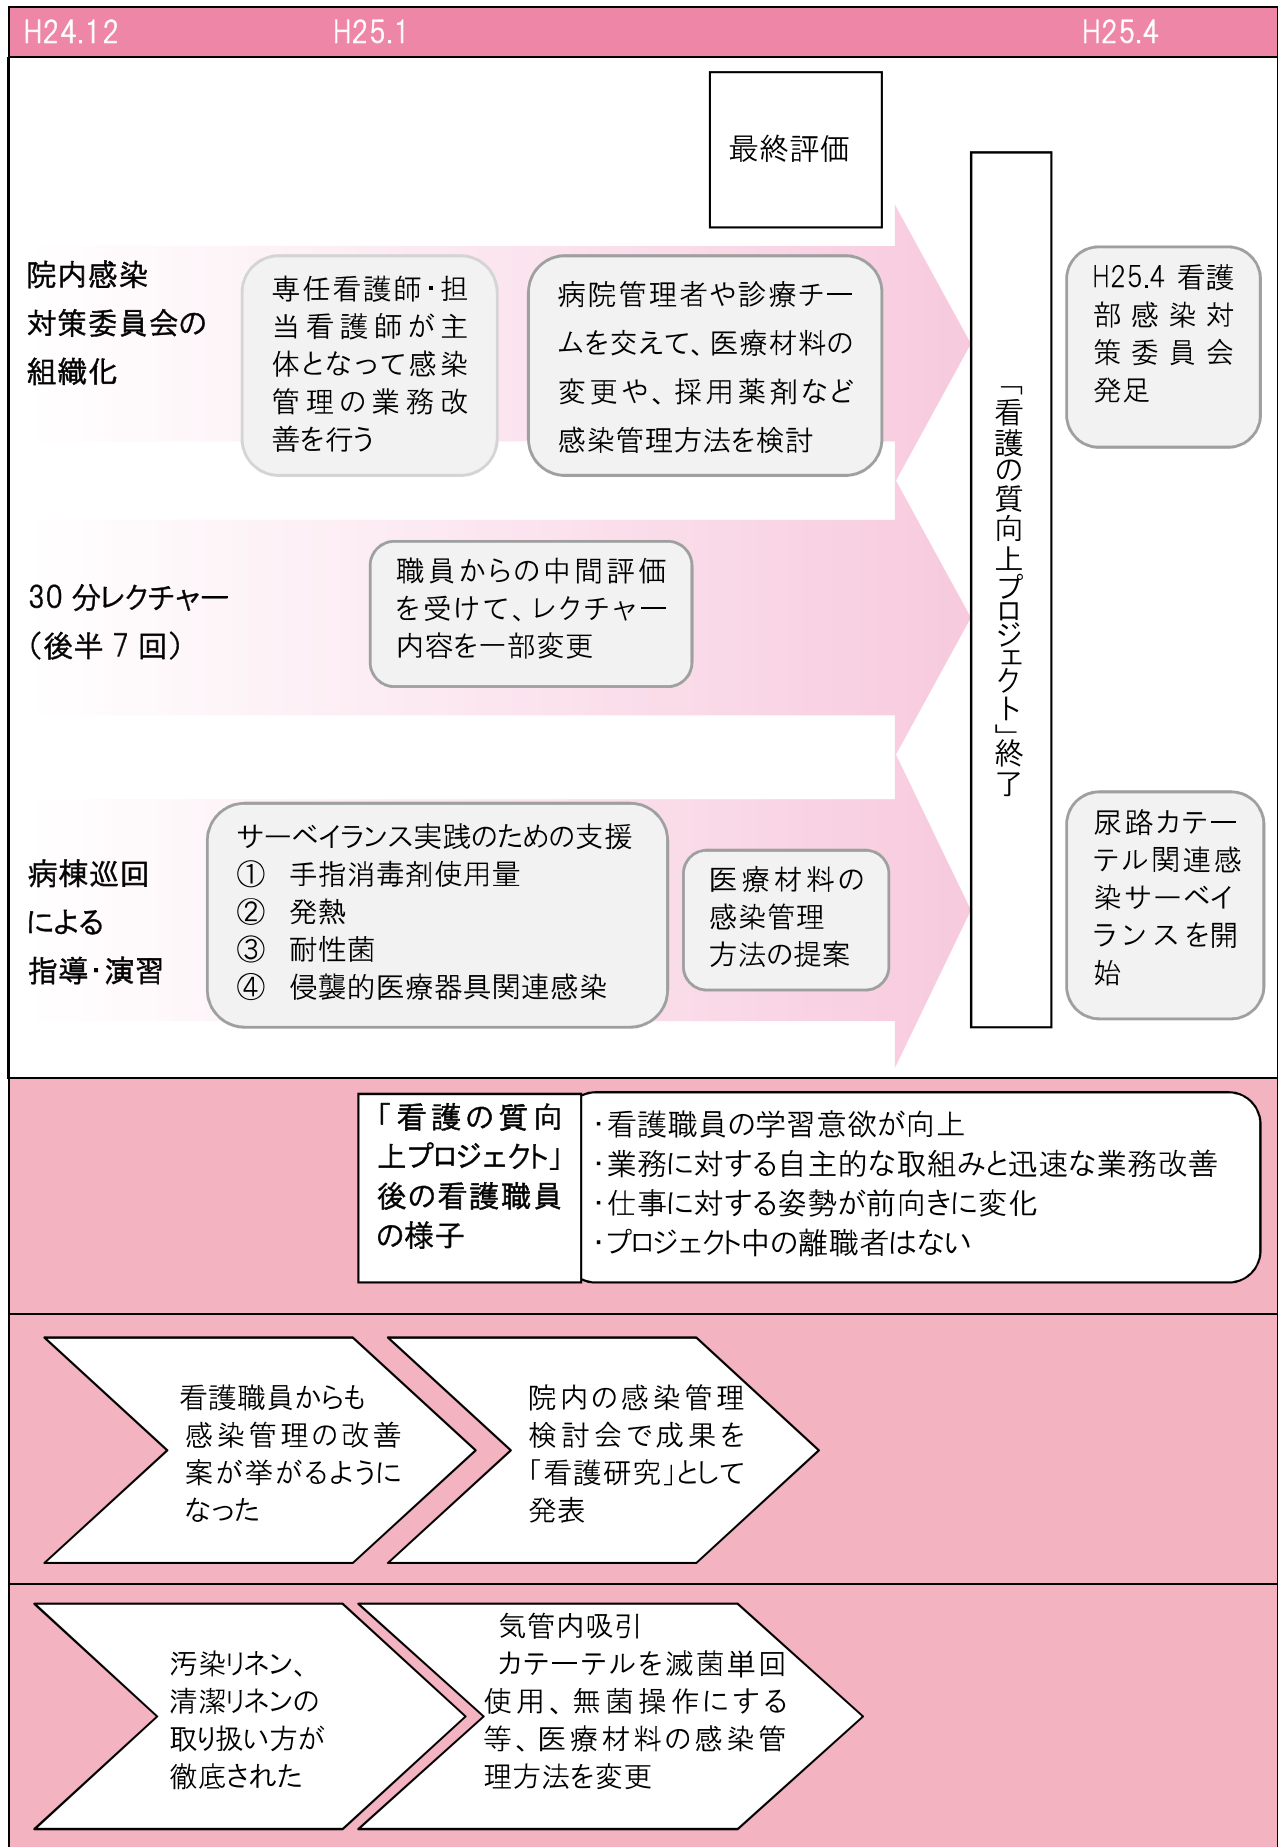 H24.12 H25.1 H25.4
最終評価
院内感染
対策委員会の
組織化
専任看護師・担
当看護師が主
体となって感染
管理の業務改
善を行う
病院管理者や診療チー
ムを交えて、医療材料の
変更や、採用薬剤など
感染管理方法を検討
「看護の質向上プロジェクト」終了
H25.4 看護
部感染対
策委員会
発足
30 分レクチャー
（後半 7 回）
職員からの中間評価
を受けて、レクチャー
内容を一部変更
病棟巡回
による
指導・演習
サーベイランス実践のための支援
① 手指消毒剤使用量
② 発熱
③ 耐性菌
④ 侵襲的医療器具関連感染
医療材料の
感染管理
方法の提案
尿路カテー
テル関連感
染サーベイ
ランスを開
始
「看護の質向
上プロジェクト」
後の看護職員
の様子
・看護職員の学習意欲が向上
・業務に対する自主的な取組みと迅速な業務改善
・仕事に対する姿勢が前向きに変化
・プロジェクト中の離職者はない
看護職員からも
感染管理の改善
案が挙がるように
なった
院内の感染管理
検討会で成果を
「看護研究」として
発表
汚染リネン、
清潔リネンの
取り扱い方が
徹底された
気管内吸引
カテーテルを滅菌単回
使用、無菌操作にする
等、医療材料の感染管
理方法を変更